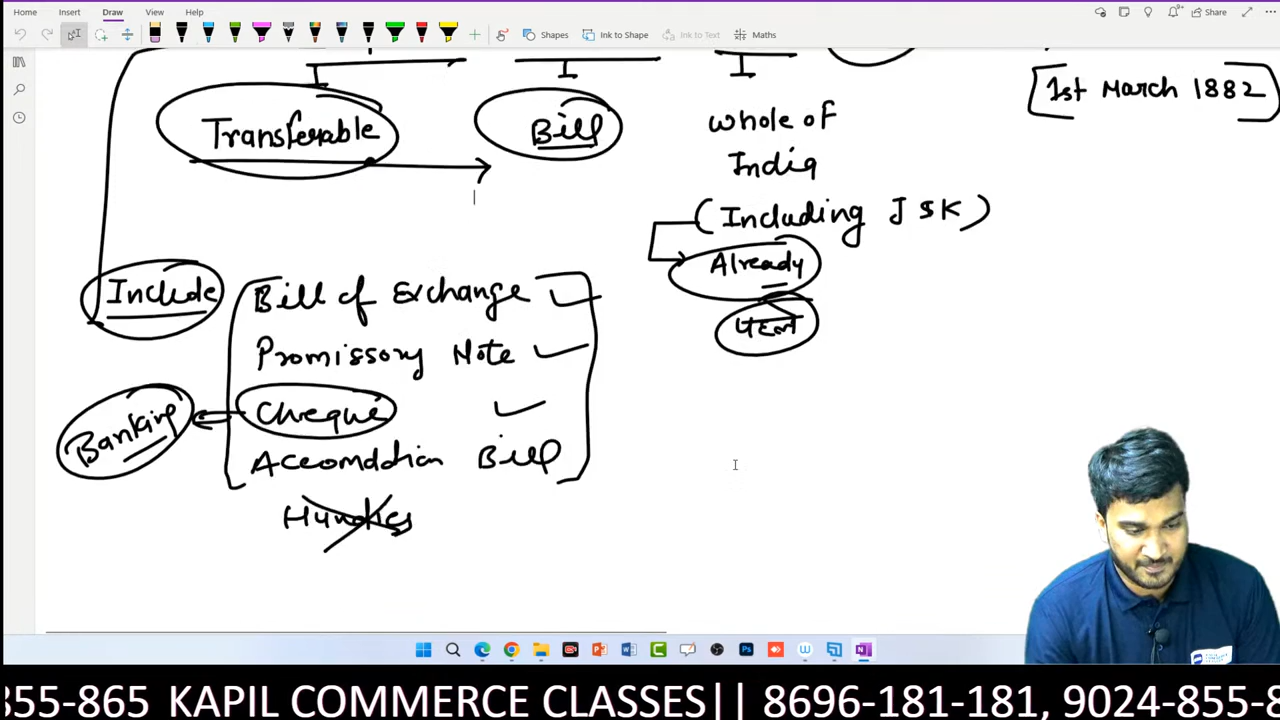 Home Insert Draw View Help Share
Shapes Ink to Shape Ink to Text Maths
1st March 1882
Transferable Bill
whole of
India
(Including J & K)
Already
Include
Bill of Exchange
Promissory Note
Banking
Cheque
Accomddtion Bill
Hundies
855-865 KAPIL COMMERCE CLASSES|| 8696-181-181, 9024-855-8